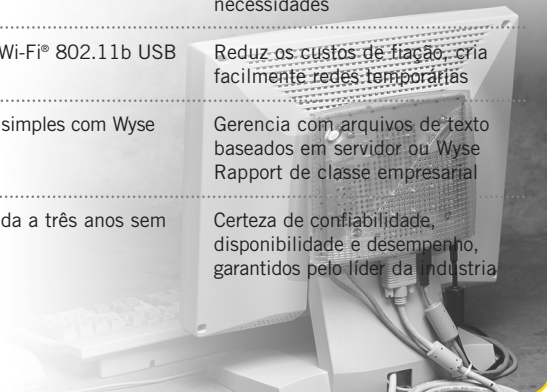 necessidades
Wi-Fi® 802.11b USB
Reduz os custos de fiação, cria
facilmente redes temporárias
simples com Wyse
Gerencia com arquivos de texto
baseados em servidor ou Wyse
Rapport de classe empresarial
da a três anos sem
Certeza de confiabilidade,
disponibilidade e desempenho,
garantidos pelo líder da indústria